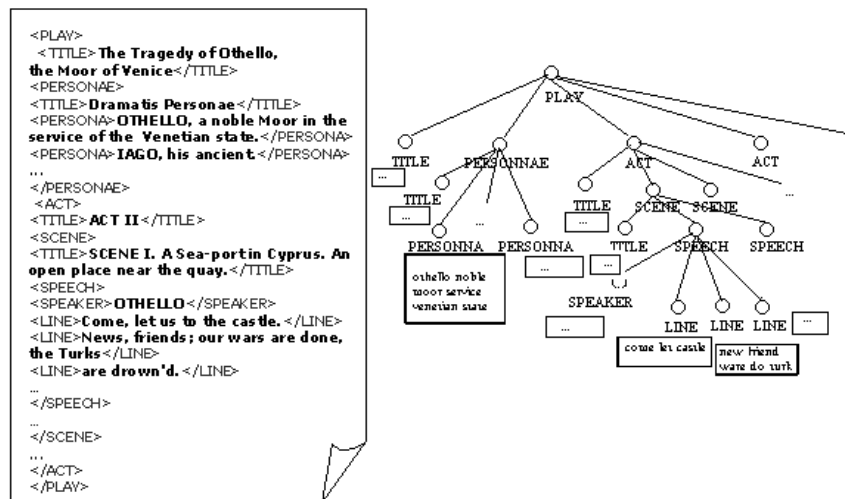 <PLAY>
<TITLE>The Tragedy of Othello,
the Moor of Venice</TITLE>
<PERSONAE>
<TITLE>Dramatis Personae</TITLE>
<PERSONA>OTHELLO, a noble Moor in the
service of the Venetian state.</PERSONA>
<PERSONA>IAGO, his ancient.</PERSONA>
...
</PERSONAE>
<ACT>
<TITLE>ACT II</TITLE>
<SCENE>
<TITLE>SCENE I. A Sea-port in Cyprus. An
open place near the quay.</TITLE>
<SPEECH>
<SPEAKER>OTHELLO</SPEAKER>
<LINE>Come, let us to the castle.</LINE>
<LINE>News, friends; our wars are done,
the Turks</LINE>
<LINE>are drown'd.</LINE>
...
</SPEECH>
...
</SCENE>
...
</ACT>
</PLAY>
PLAY
TITLE PERSONNAE ACT ACT
...
TITLE ... TITLE SCENE SCENE ...
... ...
PERSONNA PERSONNA TITLE SPEECH SPEECH
othello noble
moor service
venetian state
... ...
SPEAKER
...
LINE LINE LINE ...
come let castle
new friend
ware do turk